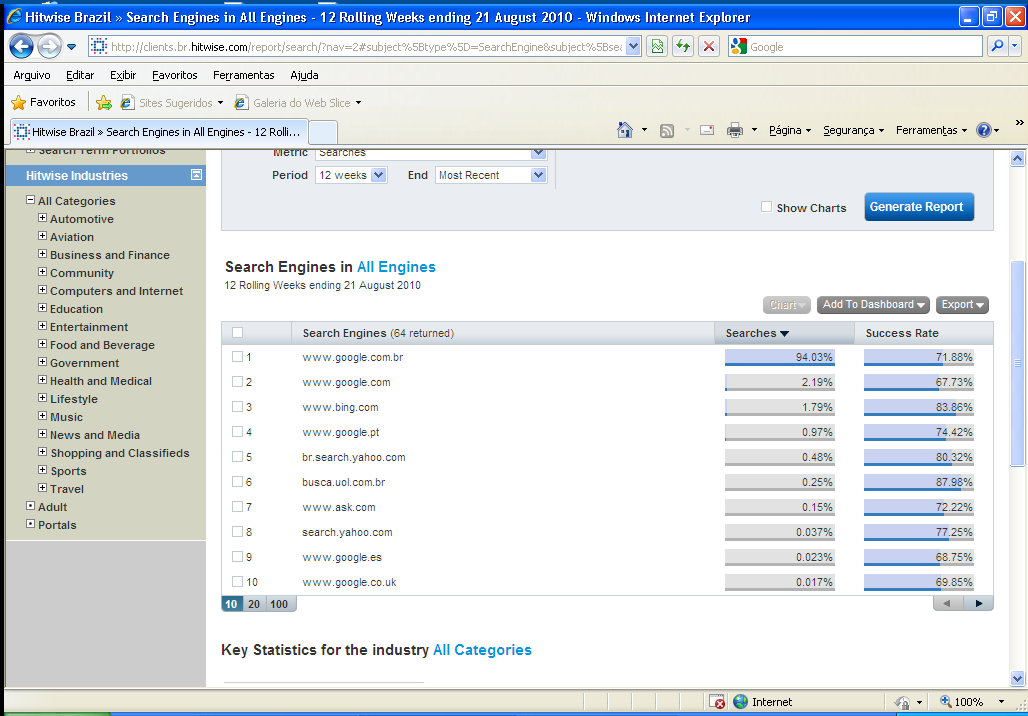 Hitwise Brazil » Search Engines in All Engines - 12 Rolling Weeks ending 21 August 2010 - Windows Internet Explorer
http://clients.br.hitwise.com/report/search/?nav=2#subject%5Btype%5D=SearchEngine&subject%5Bsea
Google
Arquivo Editar Exibir Favoritos Ferramentas Ajuda
Favoritos Sites Sugeridos Galeria do Web Slice
Hitwise Brazil » Search Engines in All Engines - 12 Rolli...
Página Segurança Ferramentas »
Search Term Portfolios
Hitwise Industries
All Categories
Automotive
Aviation
Business and Finance
Community
Computers and Internet
Education
Entertainment
Food and Beverage
Government
Health and Medical
Lifestyle
Music
News and Media
Shopping and Classifieds
Sports
Travel
Adult
Portals
Metric Searches
Period 12 weeks End Most Recent
Show Charts Generate Report
Search Engines in All Engines
12 Rolling Weeks ending 21 August 2010
Chart Add To Dashboard Export
Search Engines (64 returned) Searches Success Rate
1 www.google.com.br 94.03% 71.88%
2 www.google.com 2.19% 67.73%
3 www.bing.com 1.79% 83.86%
4 www.google.pt 0.97% 74.42%
5 br.search.yahoo.com 0.48% 80.32%
6 busca.uol.com.br 0.25% 87.98%
7 www.ask.com 0.15% 72.22%
8 search.yahoo.com 0.037% 77.25%
9 www.google.es 0.023% 68.75%
10 www.google.co.uk 0.017% 69.85%
10 20 100
Key Statistics for the industry All Categories
Internet 100%